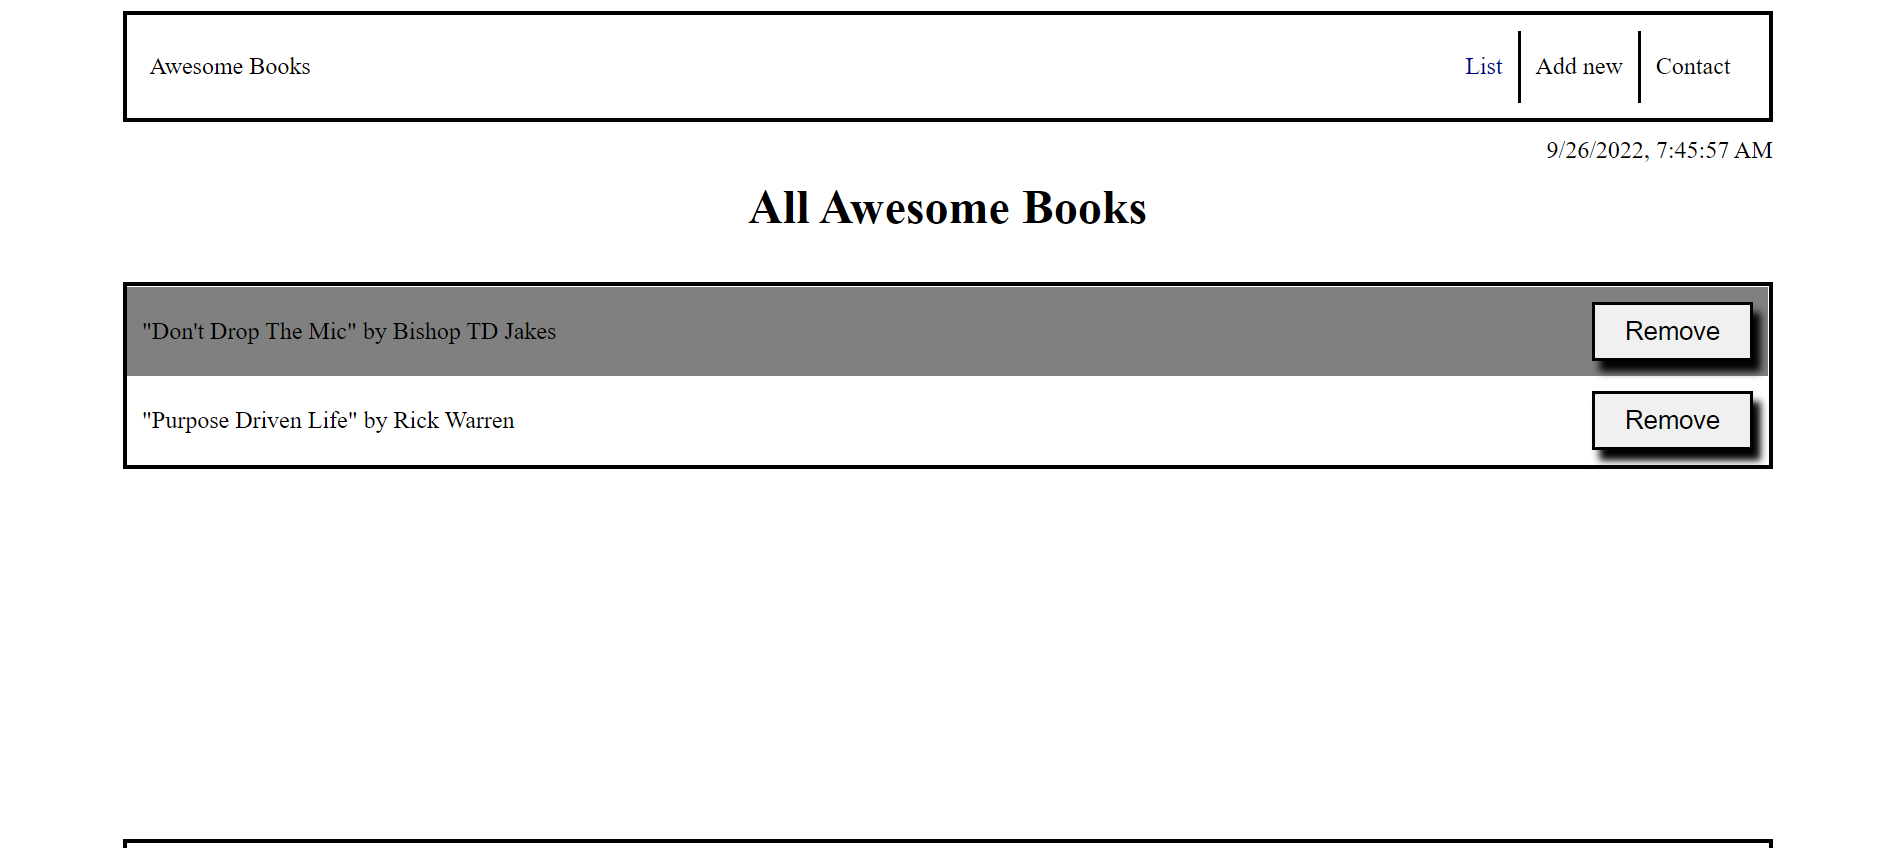 Awesome Books
List
Add new
Contact
9/26/2022, 7:45:57 AM
All Awesome Books
"Don't Drop The Mic" by Bishop TD Jakes
Remove
"Purpose Driven Life" by Rick Warren
Remove